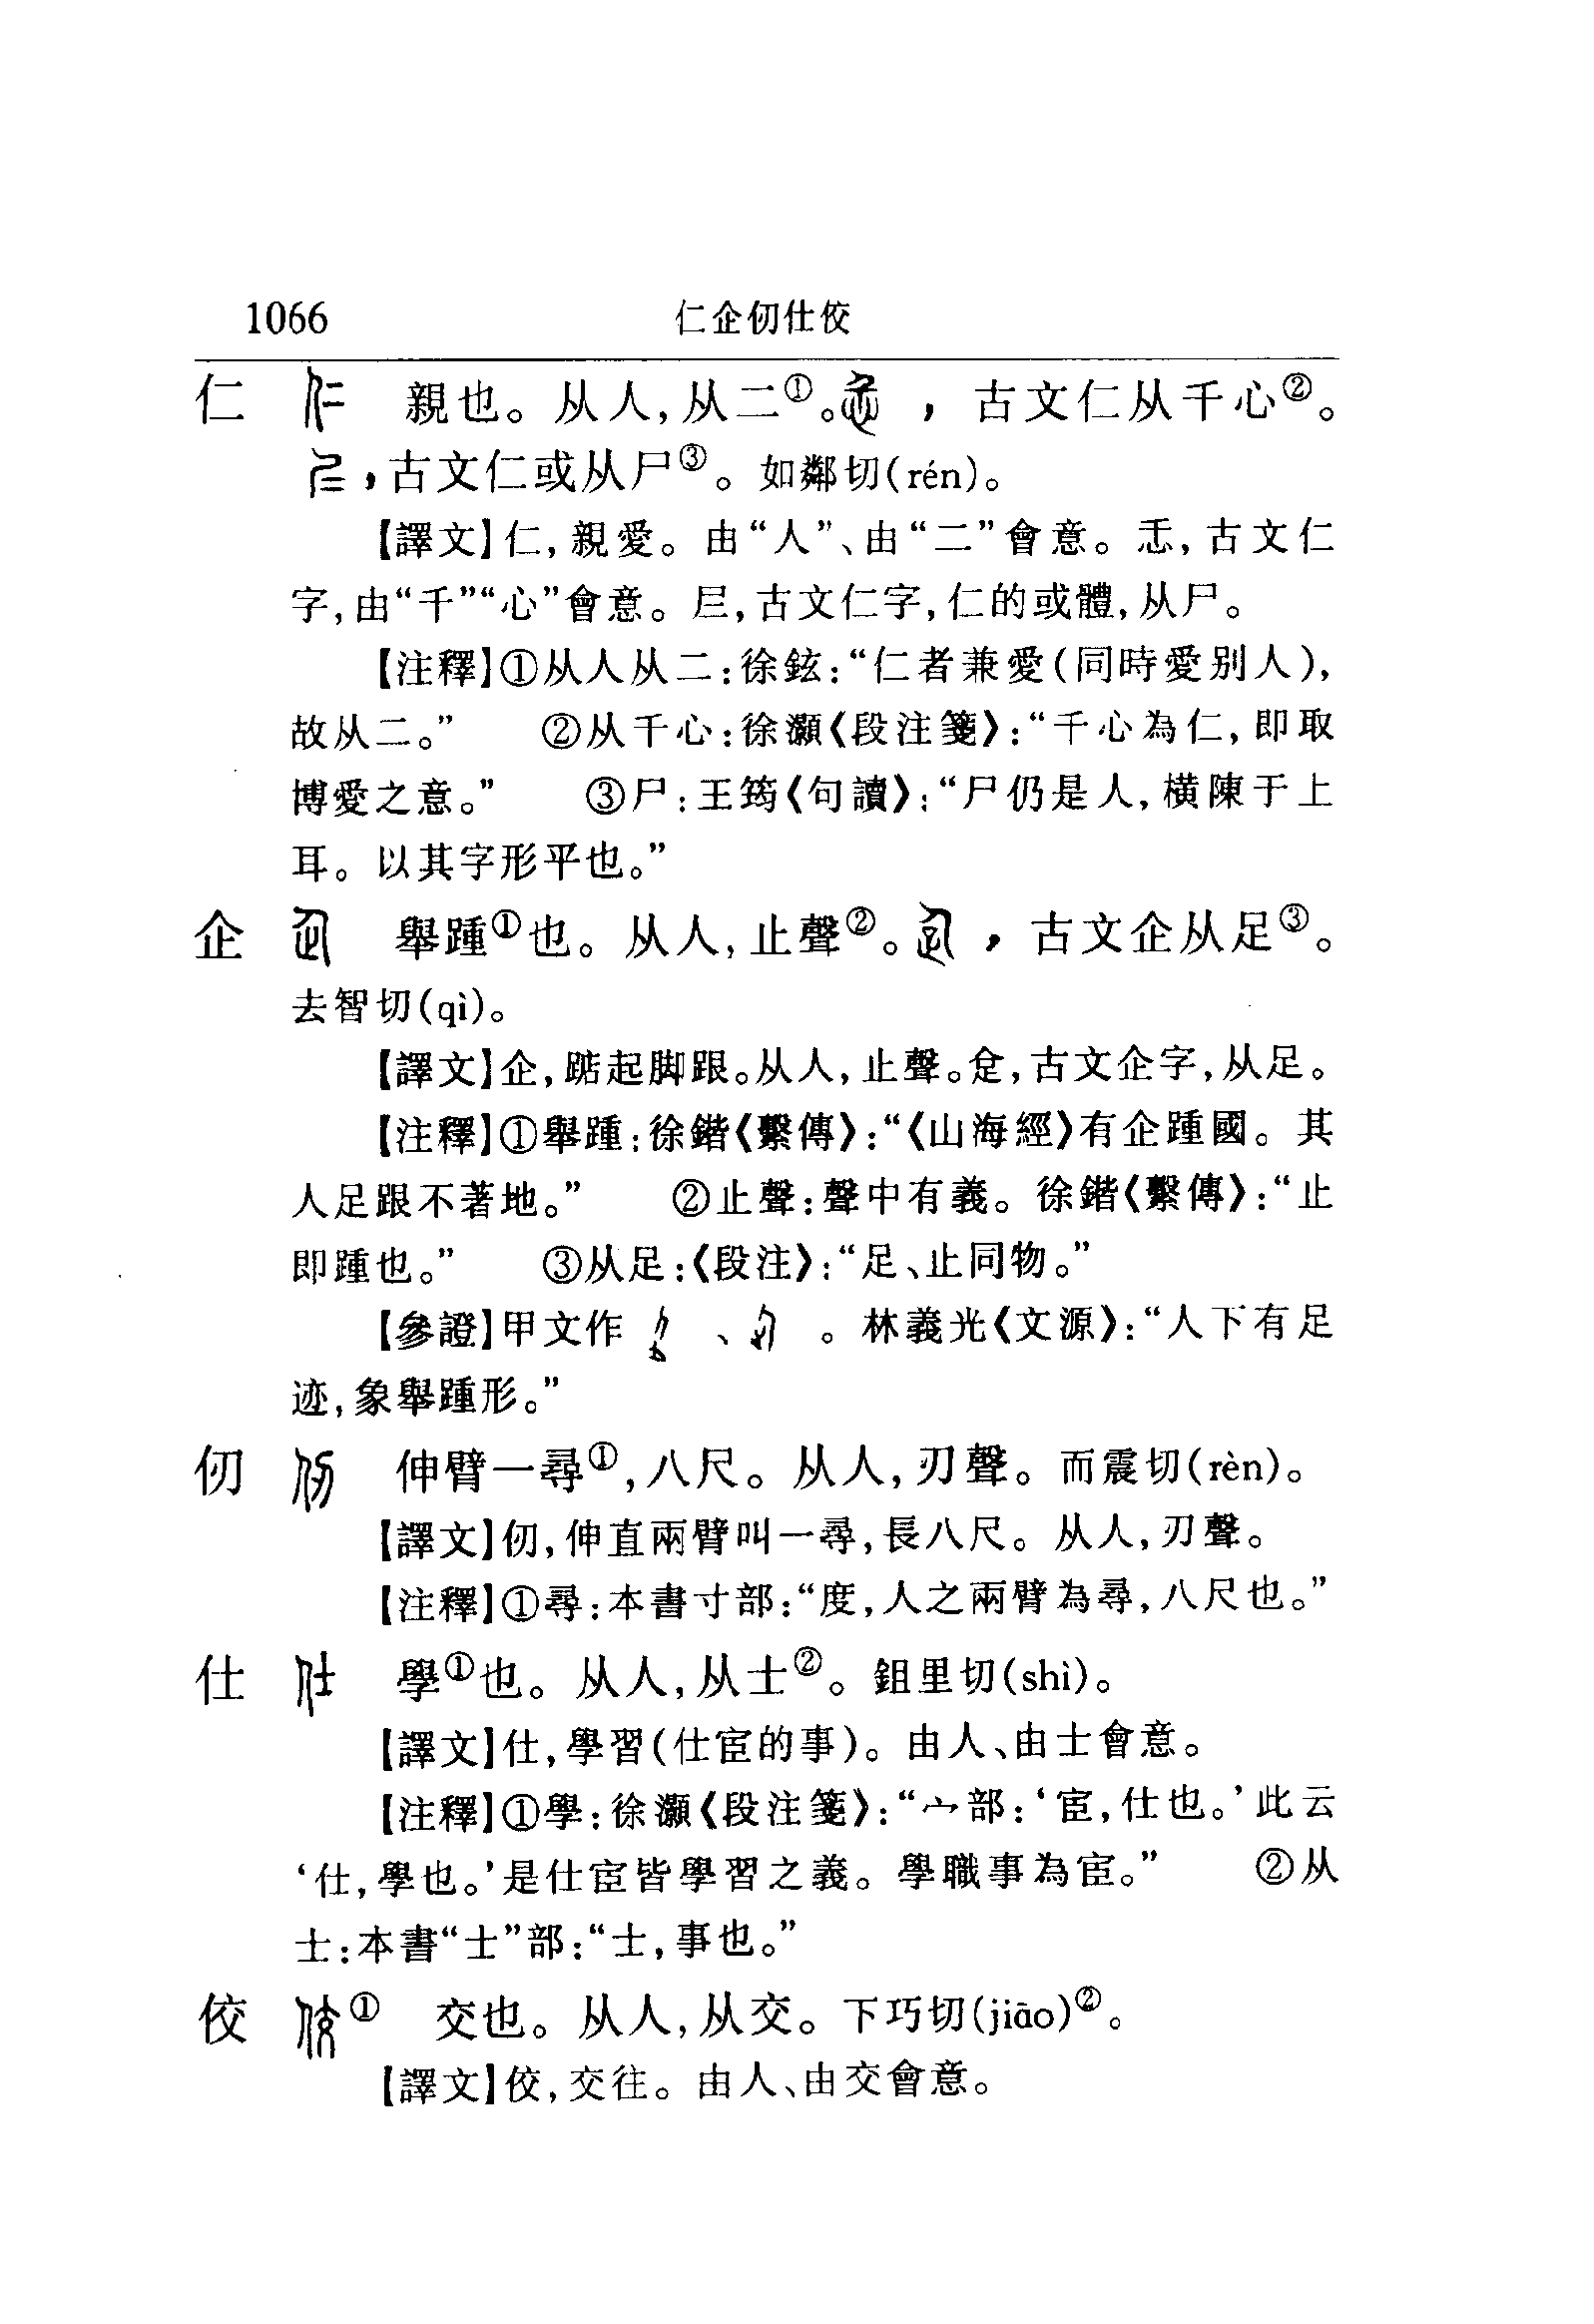 1066 仁企仞仕佼
仁 親也。从人,从二①。，古文仁从千心②。
，古文仁或从尸③。如鄰切(rén)。
【譯文】仁,親愛。由“人”、由“二”會意。忎,古文仁
字,由“千”“心”會意。𡰥,古文仁字,仁的或體,从尸。
【注釋】①从人从二:徐鉉:“仁者兼愛(同時愛别人),
故从二。” ②从千心:徐灝《段注箋》:“千心為仁,即取
博愛之意。” ③尸:王筠《句讀》:“尸仍是人,橫陳于上
耳。以其字形平也。”
企 舉踵①也。从人,止聲②。，古文企从足③。
去智切(qì)。
【譯文】企,踮起脚跟。从人,止聲。𠈮,古文企字,从足。
【注釋】①舉踵:徐鍇《繫傳》:“《山海經》有企踵國。其
人足跟不著地。” ②止聲:聲中有義。徐鍇《繫傳》:“止
即踵也。” ③从足:《段注》:“足、止同物。”
【參證】甲文作 、 。林義光《文源》:“人下有足
迹,象舉踵形。”
仞 伸臂一尋①,八尺。从人,刃聲。而震切(rèn)。
【譯文】仞,伸直兩臂叫一尋,長八尺。从人,刃聲。
【注釋】①尋:本書寸部:“度,人之兩臂為尋,八尺也。”
仕 學①也。从人,从士②。鉏里切(shì)。
【譯文】仕,學習(仕宦的事)。由人、由士會意。
【注釋】①學:徐灝《段注箋》:“宀部:‘宦,仕也。’此云
‘仕,學也。’是仕宦皆學習之義。學職事為宦。” ②从
士:本書“士”部:“士,事也。”
佼 ① 交也。从人,从交。下巧切(jiāo)②。
【譯文】佼,交往。由人、由交會意。